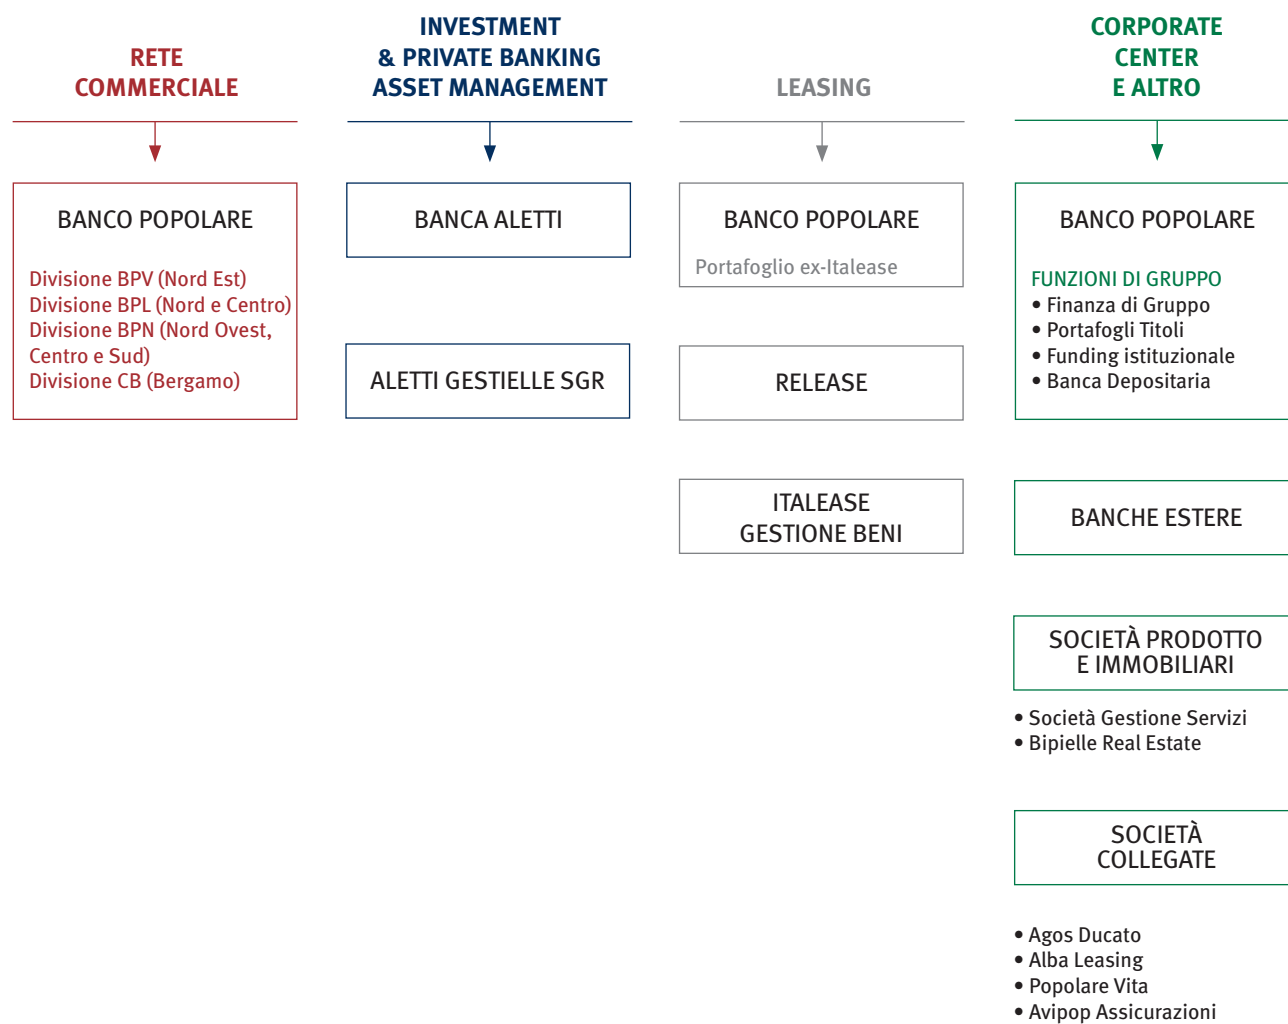 RETE
COMMERCIALE
BANCO POPOLARE
Divisione BPV (Nord Est)
Divisione BPL (Nord e Centro)
Divisione BPN (Nord Ovest,
Centro e Sud)
Divisione CB (Bergamo)
INVESTMENT
& PRIVATE BANKING
ASSET MANAGEMENT
BANCA ALETTI
ALETTI GESTIELLE SGR
LEASING
BANCO POPOLARE
Portafoglio ex-Italease
RELEASE
ITALEASE
GESTIONE BENI
CORPORATE
CENTER
E ALTRO
BANCO POPOLARE
FUNZIONI DI GRUPPO
• Finanza di Gruppo
• Portafogli Titoli
• Funding istituzionale
• Banca Depositaria
BANCHE ESTERE
SOCIETÀ PRODOTTO
E IMMOBILIARI
• Società Gestione Servizi
• Bipielle Real Estate
SOCIETÀ
COLLEGATE
• Agos Ducato
• Alba Leasing
• Popolare Vita
• Avipop Assicurazioni